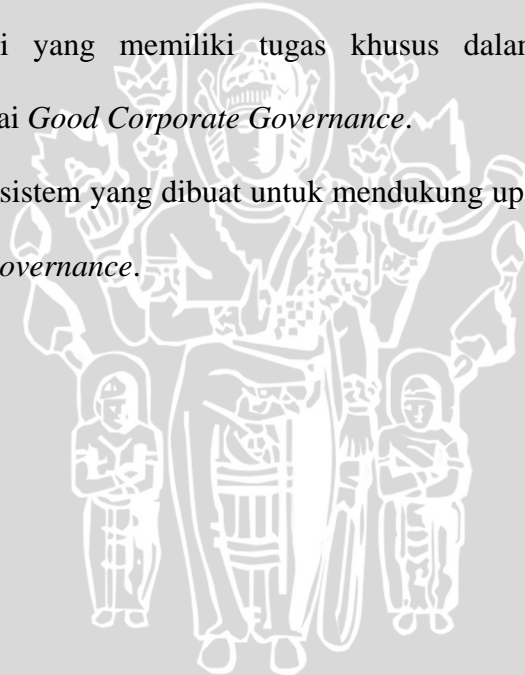 i yang memiliki tugas khusus dalam
ai Good Corporate Governance.
sistem yang dibuat untuk mendukung up
overnance.